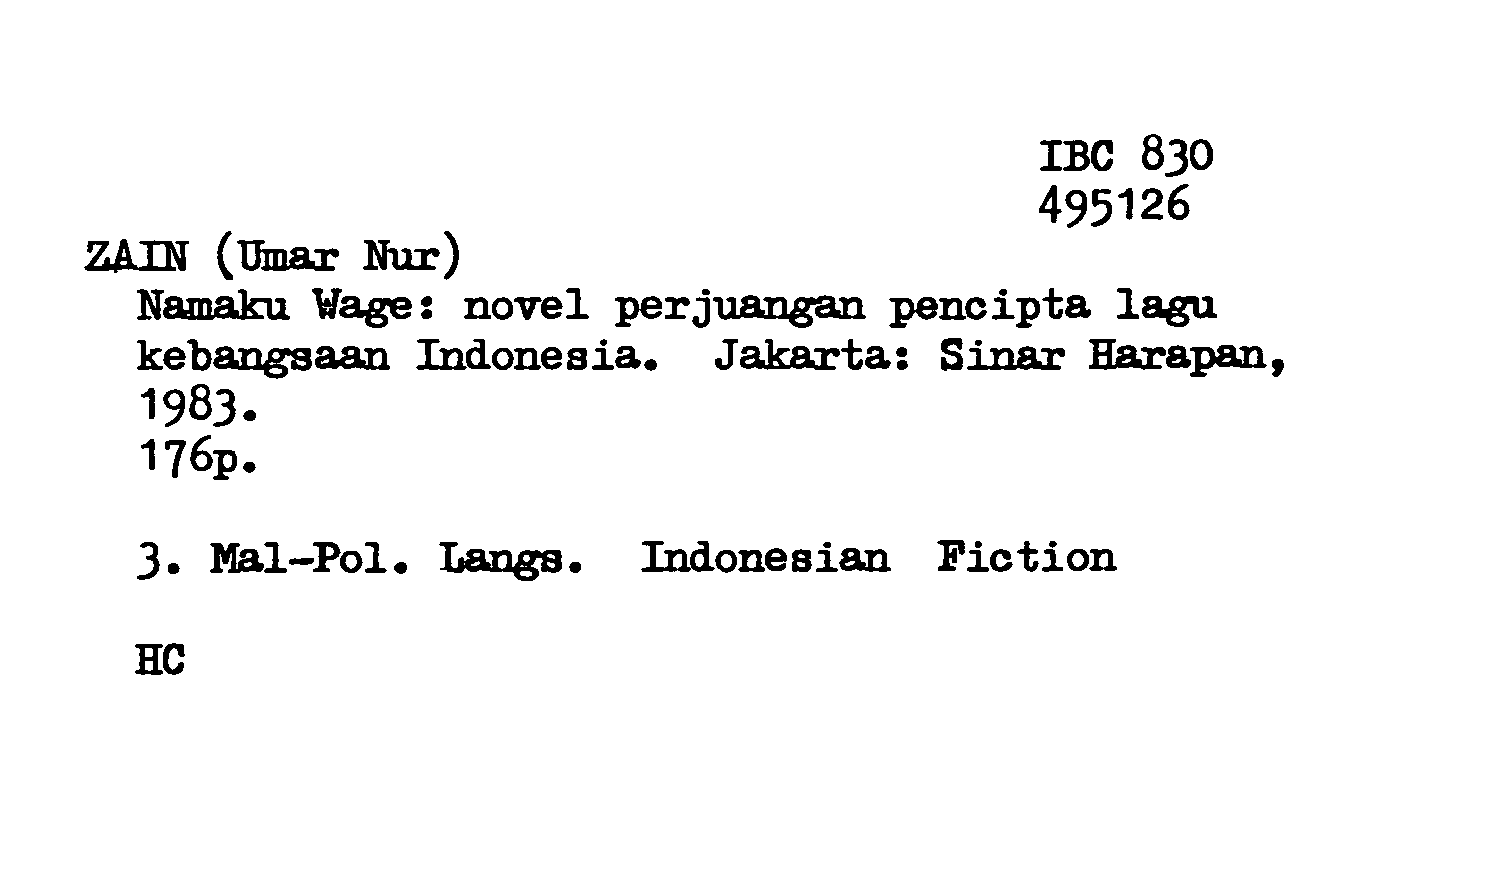 IBC 830
495126
ZAIN (Umar Nur)
Namaku Wage: novel perjuangan pencipta lagu
kebangsaan Indonesia. Jakarta: Sinar Harapan,
1983.
176p.
3. Mal-Pol. Langs. Indonesian Fiction
HC